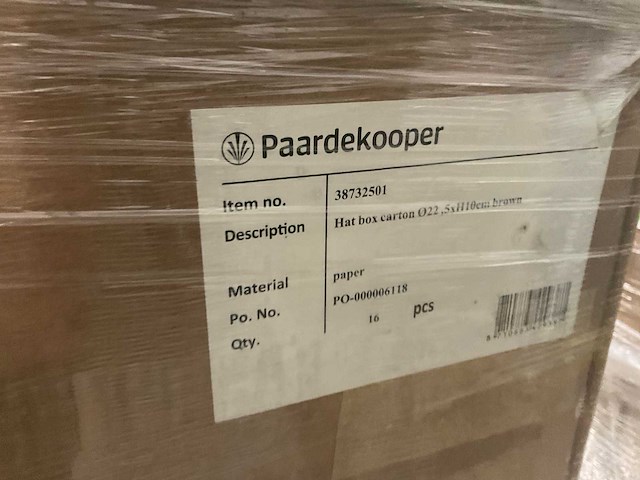 Paardekooper
Item no. 38732501
Description Hat box carton Ø22,5xH10cm brown
Material paper
Po. No. PO-000006118
Qty. 16 pcs